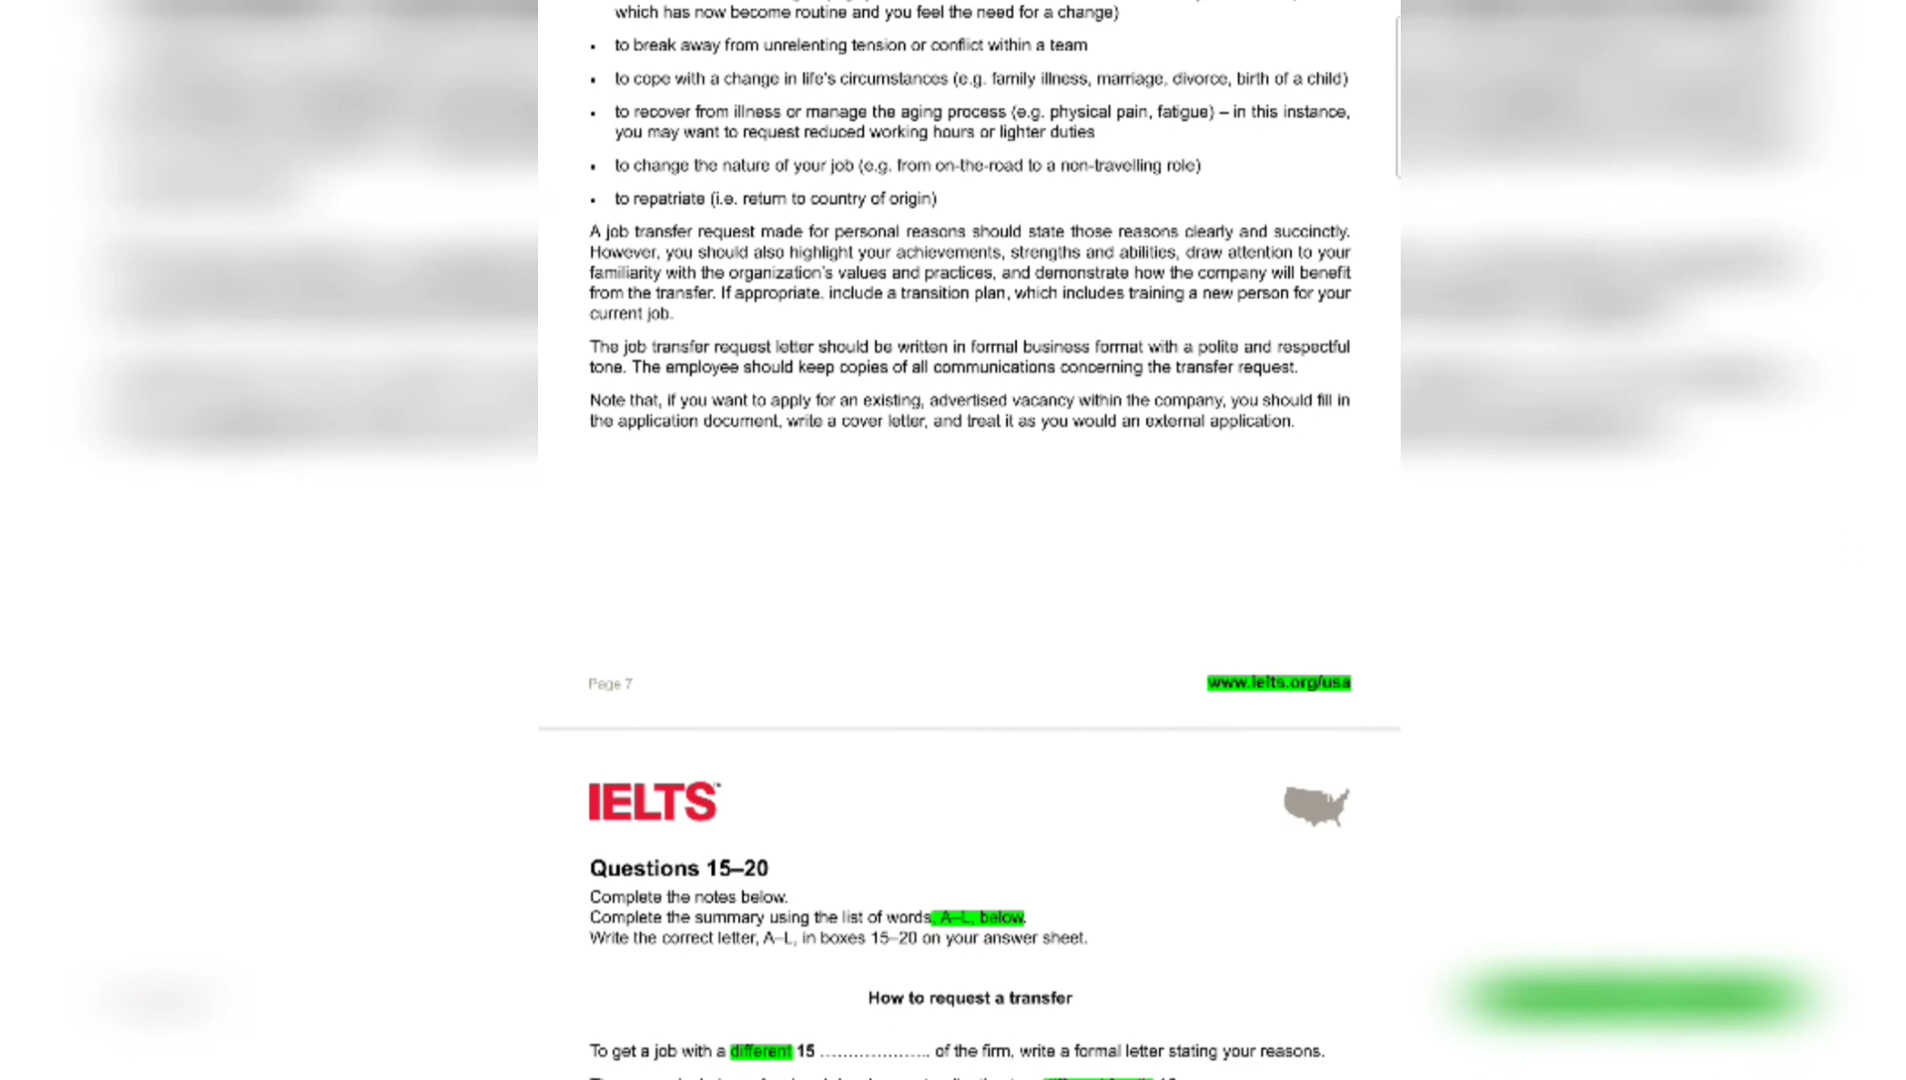 which has now become routine and you feel the need for a change)
• to break away from unrelenting tension or conflict within a team
• to cope with a change in life's circumstances (e.g. family illness, marriage, divorce, birth of a child)
• to recover from illness or manage the aging process (e.g. physical pain, fatigue) – in this instance,
you may want to request reduced working hours or lighter duties
• to change the nature of your job (e.g. from on-the-road to a non-travelling role)
• to repatriate (i.e. return to country of origin)
A job transfer request made for personal reasons should state those reasons clearly and succinctly.
However, you should also highlight your achievements, strengths and abilities, draw attention to your
familiarity with the organization's values and practices, and demonstrate how the company will benefit
from the transfer. If appropriate, include a transition plan, which includes training a new person for your
current job.
The job transfer request letter should be written in formal business format with a polite and respectful
tone. The employee should keep copies of all communications concerning the transfer request.
Note that, if you want to apply for an existing, advertised vacancy within the company, you should fill in
the application document, write a cover letter, and treat it as you would an external application.
Page 7
www.ielts.org/usa
IELTS™
Questions 15–20
Complete the notes below.
Complete the summary using the list of words, A–L, below.
Write the correct letter, A–L, in boxes 15–20 on your answer sheet.
How to request a transfer
To get a job with a different 15 ..................... of the firm, write a formal letter stating your reasons.